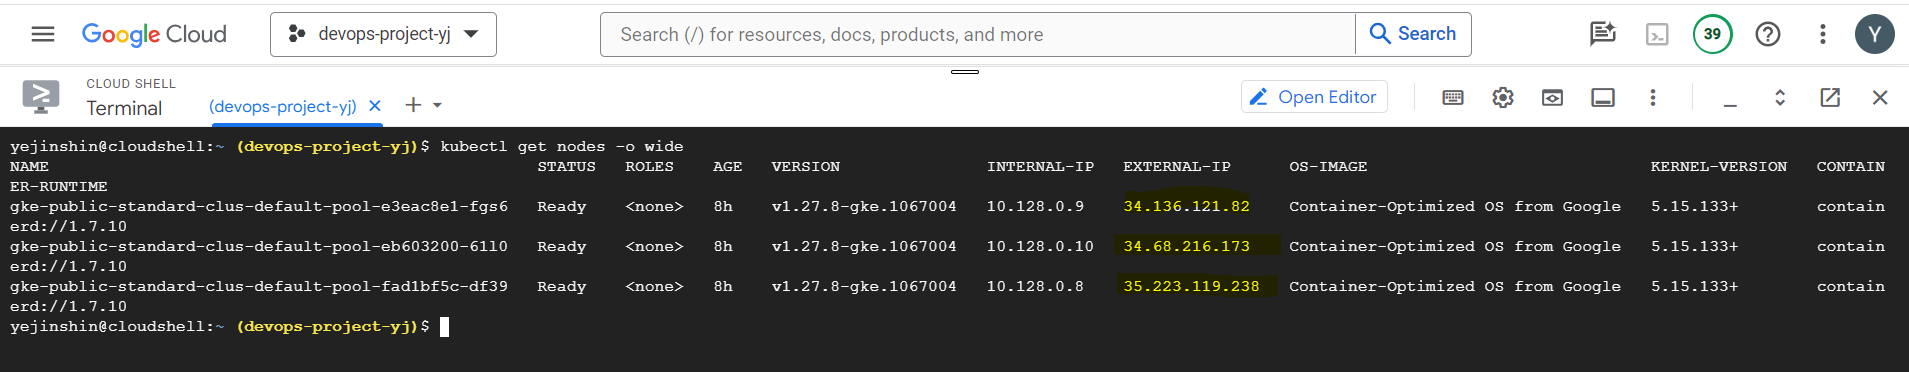 Google Cloud devops-project-yj Search (/) for resources, docs, products, and more Search 39 Y
CLOUD SHELL
Terminal (devops-project-yj) Open Editor
yejinshin@cloudshell:~ (devops-project-yj)$ kubectl get nodes -o wide
NAME STATUS ROLES AGE VERSION INTERNAL-IP EXTERNAL-IP OS-IMAGE KERNEL-VERSION CONTAIN
ER-RUNTIME
gke-public-standard-clus-default-pool-e3eac8e1-fgs6 Ready <none> 8h v1.27.8-gke.1067004 10.128.0.9 34.136.121.82 Container-Optimized OS from Google 5.15.133+ contain
erd://1.7.10
gke-public-standard-clus-default-pool-eb603200-6110 Ready <none> 8h v1.27.8-gke.1067004 10.128.0.10 34.68.216.173 Container-Optimized OS from Google 5.15.133+ contain
erd://1.7.10
gke-public-standard-clus-default-pool-fad1bf5c-df39 Ready <none> 8h v1.27.8-gke.1067004 10.128.0.8 35.223.119.238 Container-Optimized OS from Google 5.15.133+ contain
erd://1.7.10
yejinshin@cloudshell:~ (devops-project-yj)$